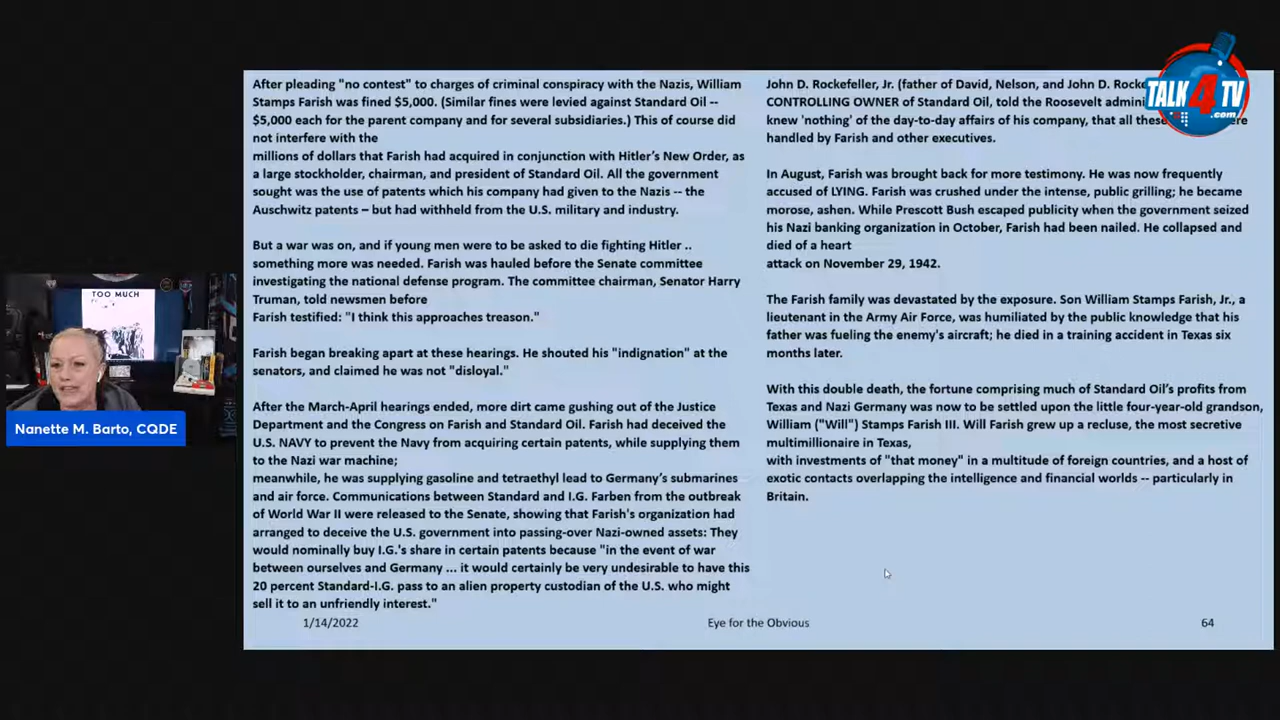 After pleading "no contest" to charges of criminal conspiracy with the Nazis, William
Stamps Farish was fined $5,000. (Similar fines were levied against Standard Oil --
$5,000 each for the parent company and for several subsidiaries.) This of course did
not interfere with the
millions of dollars that Farish had acquired in conjunction with Hitler's New Order, as
a large stockholder, chairman, and president of Standard Oil. All the government
sought was the use of patents which his company had given to the Nazis -- the
Auschwitz patents – but had withheld from the U.S. military and industry.
But a war was on, and if young men were to be asked to die fighting Hitler ..
something more was needed. Farish was hauled before the Senate committee
investigating the national defense program. The committee chairman, Senator Harry
Truman, told newsmen before
Farish testified: "I think this approaches treason."
Farish began breaking apart at these hearings. He shouted his "indignation" at the
senators, and claimed he was not "disloyal."
After the March-April hearings ended, more dirt came gushing out of the Justice
Department and the Congress on Farish and Standard Oil. Farish had deceived the
U.S. NAVY to prevent the Navy from acquiring certain patents, while supplying them
to the Nazi war machine;
meanwhile, he was supplying gasoline and tetraethyl lead to Germany's submarines
and air force. Communications between Standard and I.G. Farben from the outbreak
of World War II were released to the Senate, showing that Farish's organization had
arranged to deceive the U.S. government into passing-over Nazi-owned assets: They
would nominally buy I.G.'s share in certain patents because "in the event of war
between ourselves and Germany ... it would certainly be very undesirable to have this
20 percent Standard-I.G. pass to an alien property custodian of the U.S. who might
sell it to an unfriendly interest."
John D. Rockefeller, Jr. (father of David, Nelson, and John D. Rocke
CONTROLLING OWNER of Standard Oil, told the Roosevelt admini
knew 'nothing' of the day-to-day affairs of his company, that all these ere
handled by Farish and other executives.
In August, Farish was brought back for more testimony. He was now frequently
accused of LYING. Farish was crushed under the intense, public grilling; he became
morose, ashen. While Prescott Bush escaped publicity when the government seized
his Nazi banking organization in October, Farish had been nailed. He collapsed and
died of a heart
attack on November 29, 1942.
The Farish family was devastated by the exposure. Son William Stamps Farish, Jr., a
lieutenant in the Army Air Force, was humiliated by the public knowledge that his
father was fueling the enemy's aircraft; he died in a training accident in Texas six
months later.
With this double death, the fortune comprising much of Standard Oil's profits from
Texas and Nazi Germany was now to be settled upon the little four-year-old grandson,
William ("Will") Stamps Farish III. Will Farish grew up a recluse, the most secretive
multimillionaire in Texas,
with investments of "that money" in a multitude of foreign countries, and a host of
exotic contacts overlapping the intelligence and financial worlds -- particularly in
Britain.
1/14/2022
Eye for the Obvious
64
TALK4TV
.com
TOO MUCH
Nanette M. Barto, CQDE